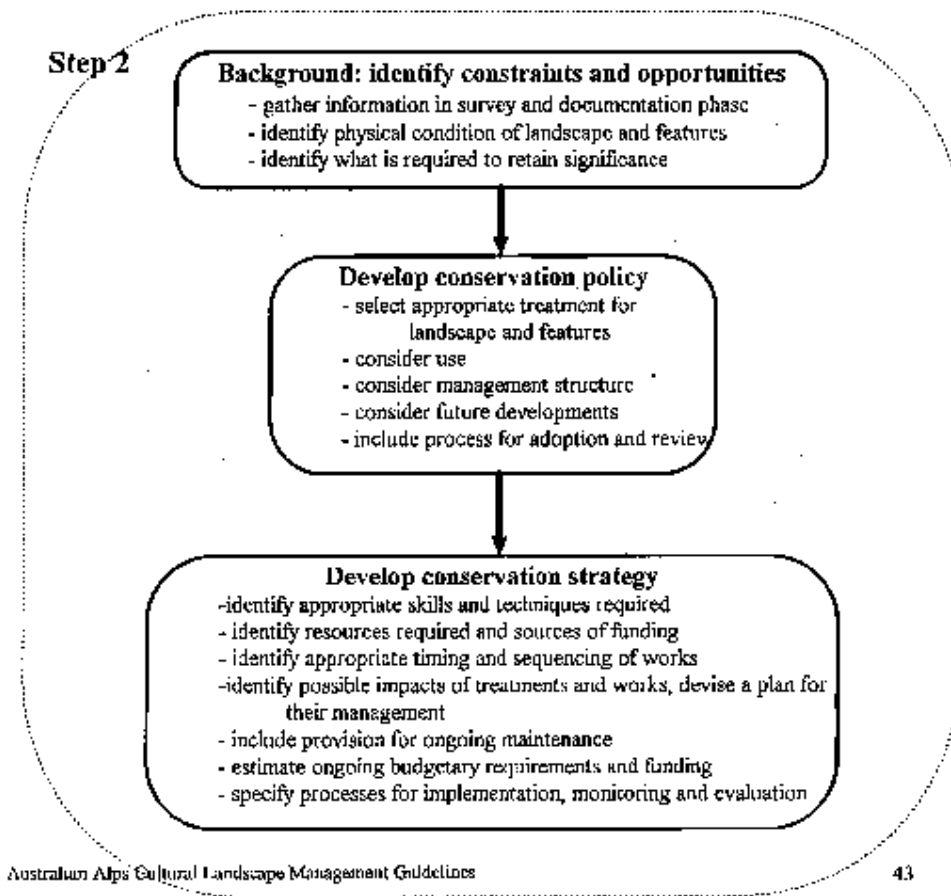 Step 2
Background: identify constraints and opportunities
- gather information in survey and documentation phase
- identify physical condition of landscape and features
- identify what is required to retain significance
Develop conservation policy
- select appropriate treatment for
landscape and features
- consider use
- consider management structure
- consider future developments
- include process for adoption and review
Develop conservation strategy
-identify appropriate skills and techniques required
- identify resources required and sources of funding
- identify appropriate timing and sequencing of works
-identify possible impacts of treatments and works, devise a plan for
their management
- include provision for ongoing maintenance
- estimate ongoing budgetary requirements and funding
- specify processes for implementation, monitoring and evaluation
Australian Alps Cultural Landscape Management Guidelines 43